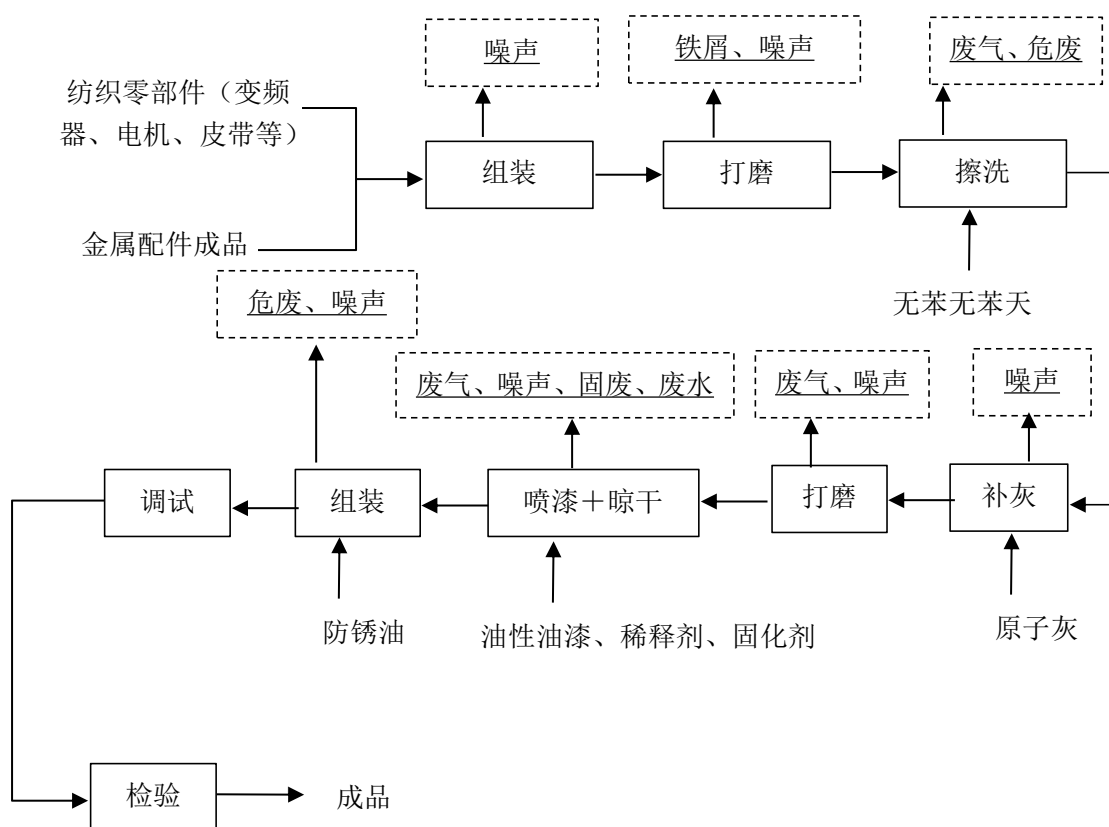 噪声
铁屑、噪声
废气、危废
纺织零部件（变频
器、电机、皮带等）
组装
打磨
擦洗
金属配件成品
无苯无苯天
危废、噪声
废气、噪声、固废、废水
废气、噪声
噪声
调试
组装
喷漆＋晾干
打磨
补灰
防锈油
油性油漆、稀释剂、固化剂
原子灰
检验
成品